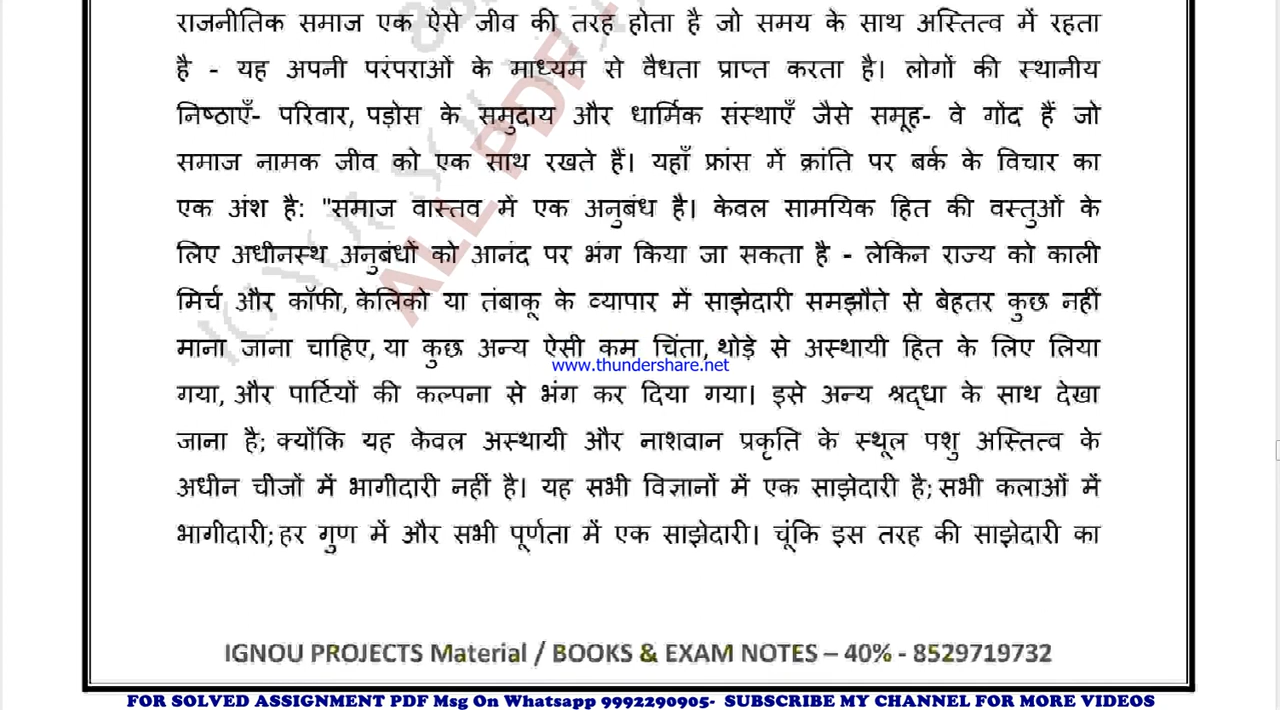 राजनीतिक समाज एक ऐसे जीव की तरह होता है जो समय के साथ अस्तित्व में रहता
है - यह अपनी परंपराओं के माध्यम से वैधता प्राप्त करता है। लोगों की स्थानीय
निष्ठाएँ- परिवार, पड़ोस के समुदाय और धार्मिक संस्थाएँ जैसे समूह- वे गोंद हैं जो
समाज नामक जीव को एक साथ रखते हैं। यहाँ फ्रांस में क्रांति पर बर्क के विचार का
एक अंश है: "समाज वास्तव में एक अनुबंध है। केवल सामयिक हित की वस्तुओं के
लिए अधीनस्थ अनुबंधों को आनंद पर भंग किया जा सकता है - लेकिन राज्य को काली
मिर्च और कॉफी, केलिको या तंबाकू के व्यापार में साझेदारी समझौते से बेहतर कुछ नहीं
माना जाना चाहिए, या कुछ अन्य ऐसी कम चिंता, थोड़े से अस्थायी हित के लिए लिया
www.thundershare.net
गया, और पार्टियों की कल्पना से भंग कर दिया गया। इसे अन्य श्रद्धा के साथ देखा
जाना है; क्योंकि यह केवल अस्थायी और नाशवान प्रकृति के स्थूल पशु अस्तित्व के
अधीन चीजों में भागीदारी नहीं है। यह सभी विज्ञानों में एक साझेदारी है; सभी कलाओं में
भागीदारी; हर गुण में और सभी पूर्णता में एक साझेदारी। चूंकि इस तरह की साझेदारी का
ALL PDF
IGNOU PROJECTS Material / BOOKS & EXAM NOTES – 40% - 8529719732
FOR SOLVED ASSIGNMENT PDF Msg On Whatsapp 9992290905- SUBSCRIBE MY CHANNEL FOR MORE VIDEOS